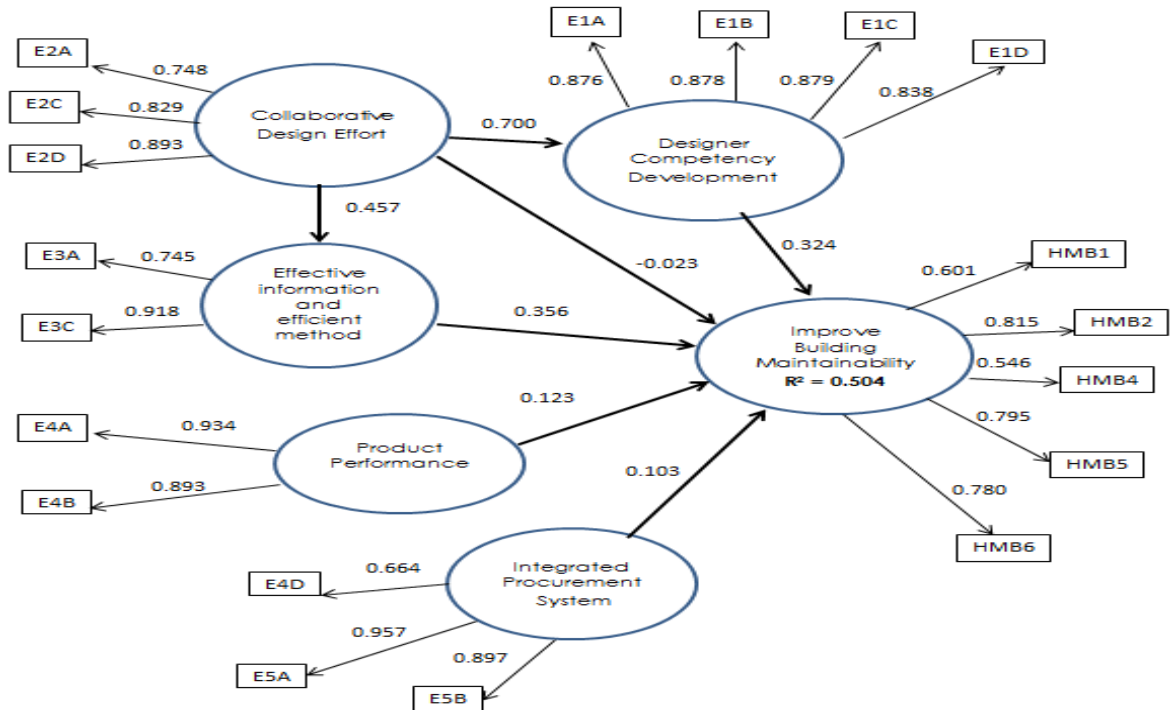 E1A
E1B
E1C
E1D
E2A
0.748
0.876
0.878
0.879
0.838
E2C
0.829
Collaborative
Design Effort
E2D
0.893
0.700
Designer
Competency
Development
0.457
0.324
E3A
0.745
Effective
information
and
efficient
method
-0.023
HMB1
0.601
E3C
0.918
0.356
Improve
Building
Maintainability
R² = 0.504
0.815
HMB2
0.546
HMB4
0.123
0.795
HMB5
E4A
0.934
Product
Performance
E4B
0.893
0.103
0.780
HMB6
E4D
0.664
Integrated
Procurement
System
0.957
E5A
0.897
E5B